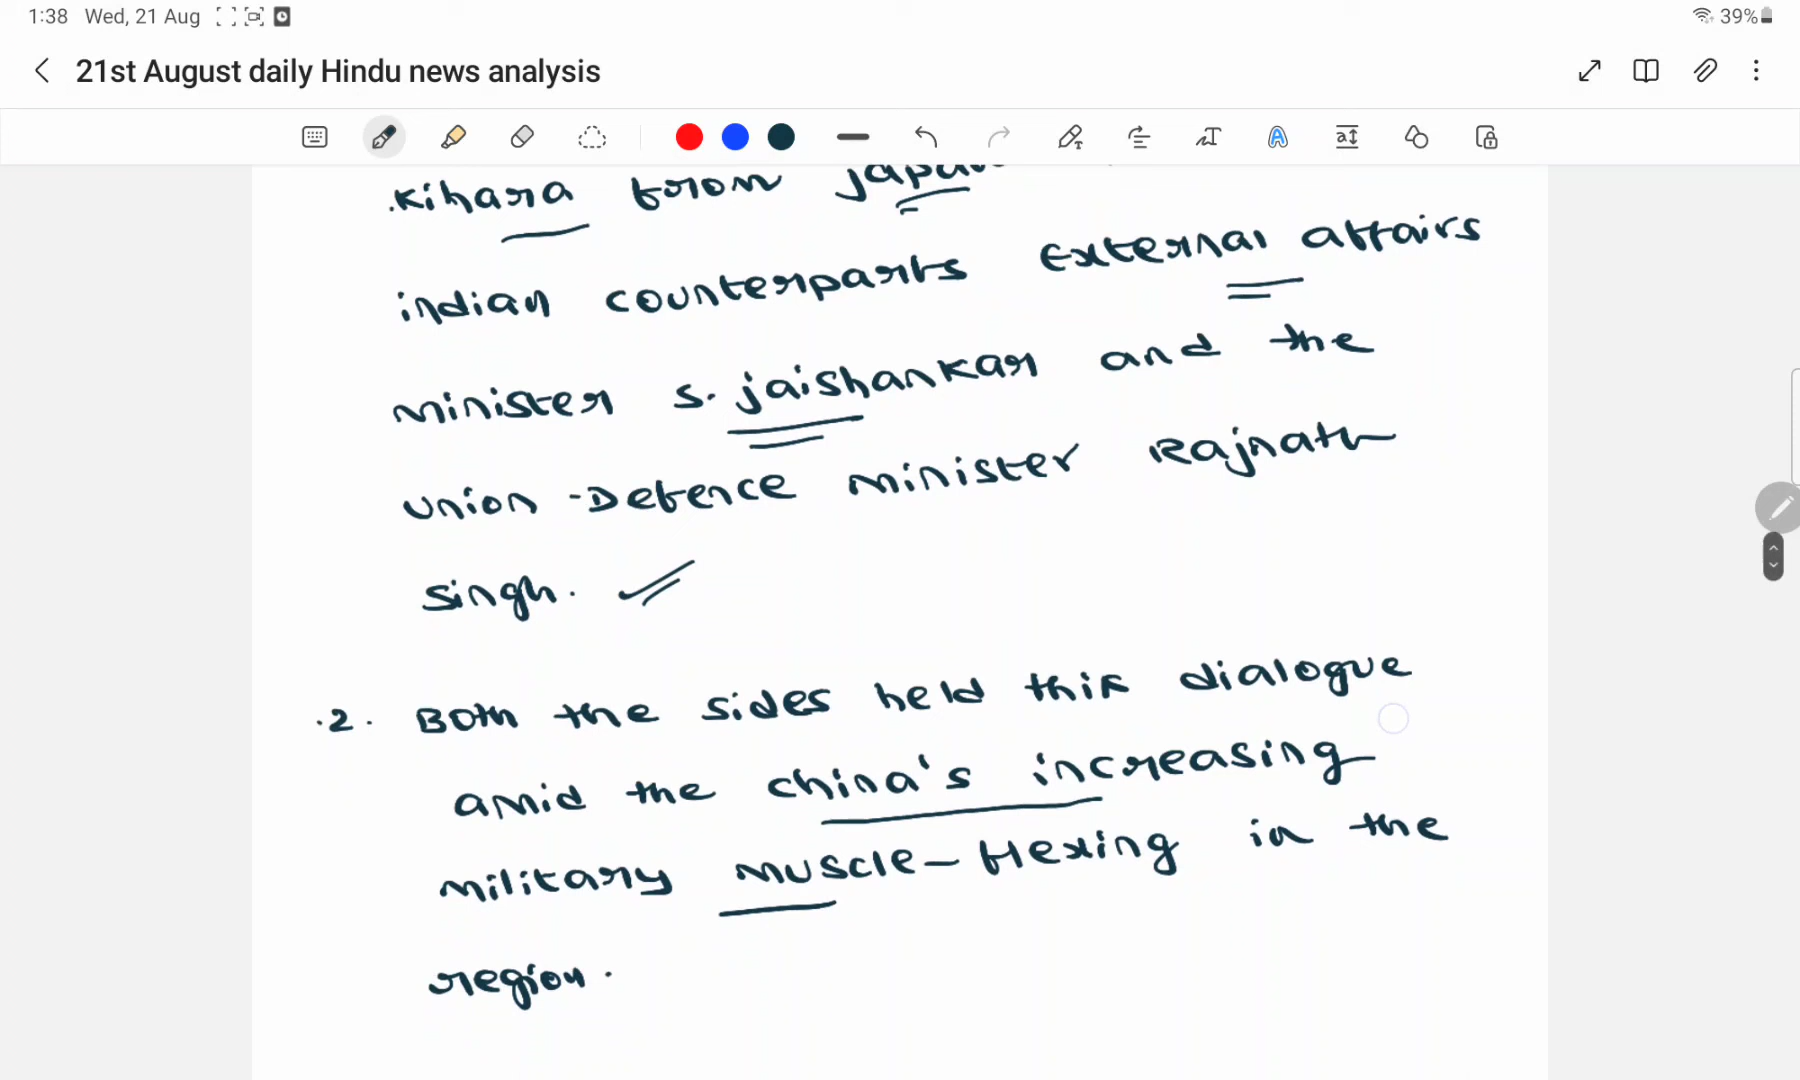 1:38 Wed, 21 Aug 39%
21st August daily Hindu news analysis
Kihara from Japan
indian counterparts External affairs
minister S. jaishankar and the
union Defence minister Rajnath
singh.
2. Both the sides held this dialogue
amid the china's increasing
military muscle-flexing in the
region.